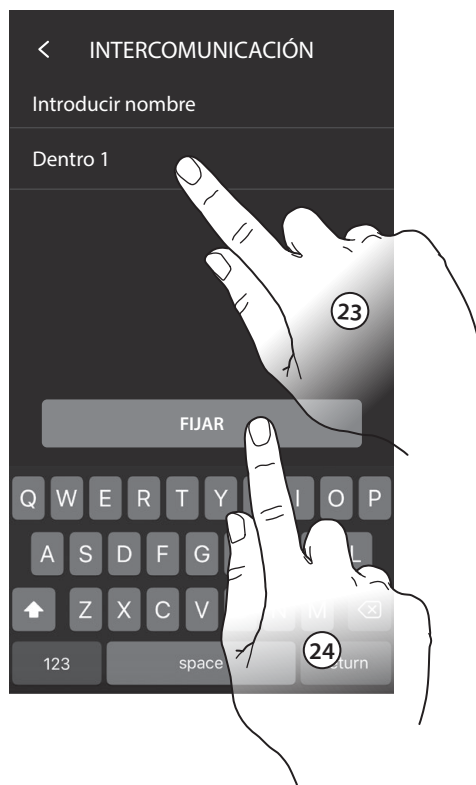 < INTERCOMUNICACIÓN
Introducir nombre
Dentro 1
23
FIJAR
Q W E R T Y I O P
A S D F G L
Z X C V N M
123 space
24